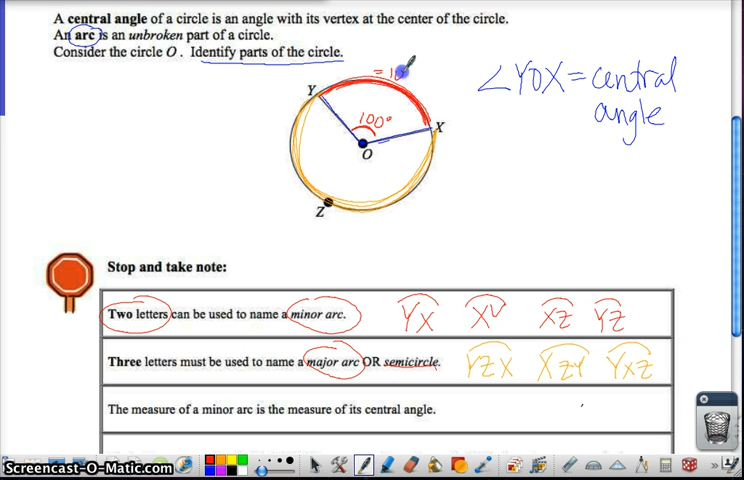 A central angle of a circle is an angle with its vertex at the center of the circle.
An arc is an unbroken part of a circle.
Consider the circle O. Identify parts of the circle.
∠YOX = central
angle
= 10
Y
100°
X
O
Z
Stop and take note:
Two letters can be used to name a minor arc. YX XY XZ YZ
Three letters must be used to name a major arc OR semicircle. YZX XZY YXZ
The measure of a minor arc is the measure of its central angle.
Screencast-O-Matic.com